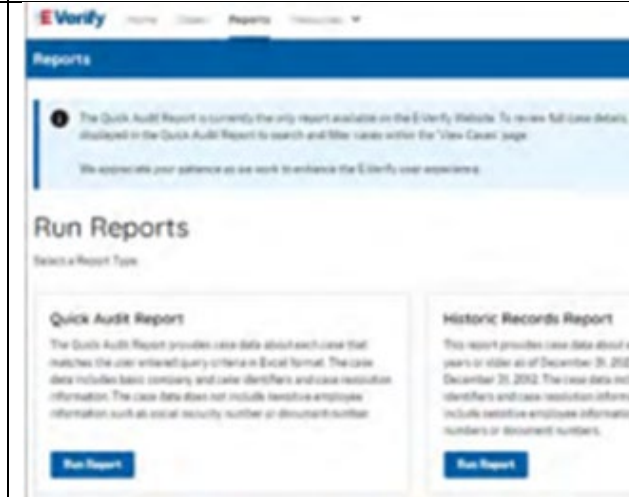 E-Verify
Home Cases Reports Resources
Reports
The Quick Audit Report is currently the only report available on the E-Verify Website. To review full case details,
displayed in the Quick Audit Report to search and filter cases within the "View Cases" page.
We appreciate your patience as we work to enhance the E-Verify user experience.
Run Reports
Select a Report Type
Quick Audit Report
The Quick Audit Report provides case data about each case that
matches the user entered query criteria in Excel format. The case
data includes basic company and case identifiers and case resolution
information. The case data does not include sensitive employee
information such as social security number or document number.
Run Report
Historic Records Report
This report provides case data about
years or older as of December 31,
December 31, 2012. The case data
identifiers and case resolution
include sensitive employee information
numbers or document numbers.
Run Report